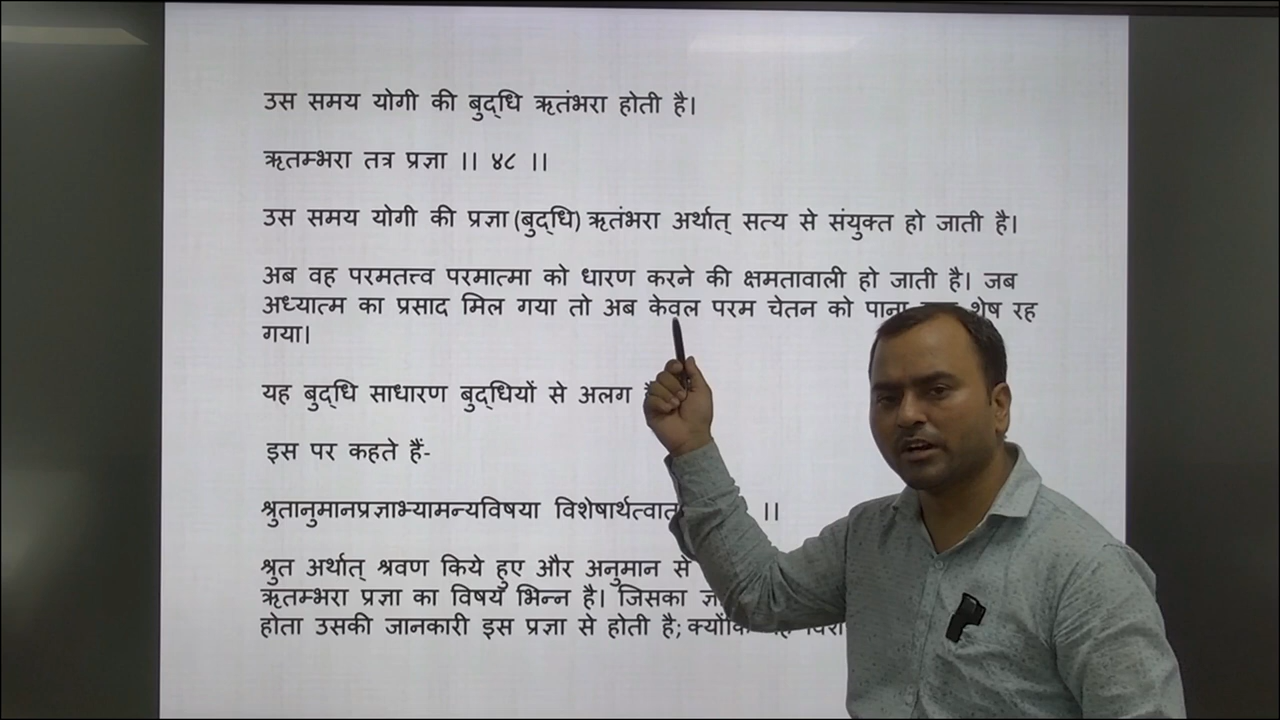 उस समय योगी की बुद्धि ऋतंभरा होती है।
ऋतम्भरा तत्र प्रज्ञा ।। ४८ ।।
उस समय योगी की प्रज्ञा (बुद्धि) ऋतंभरा अर्थात् सत्य से संयुक्त हो जाती है।
अब वह परमतत्त्व परमात्मा को धारण करने की क्षमतावाली हो जाती है। जब
अध्यात्म का प्रसाद मिल गया तो अब केवल परम चेतन को पाना शेष रह
गया।
यह बुद्धि साधारण बुद्धियों से अलग
इस पर कहते हैं-
श्रुतानुमानप्रज्ञाभ्यामन्यविषया विशेषार्थत्वात् ।।
श्रुत अर्थात् श्रवण किये हुए और अनुमान से
ऋतम्भरा प्रज्ञा का विषय भिन्न है। जिसका
होता उसकी जानकारी इस प्रज्ञा से होती है; क्योंकि